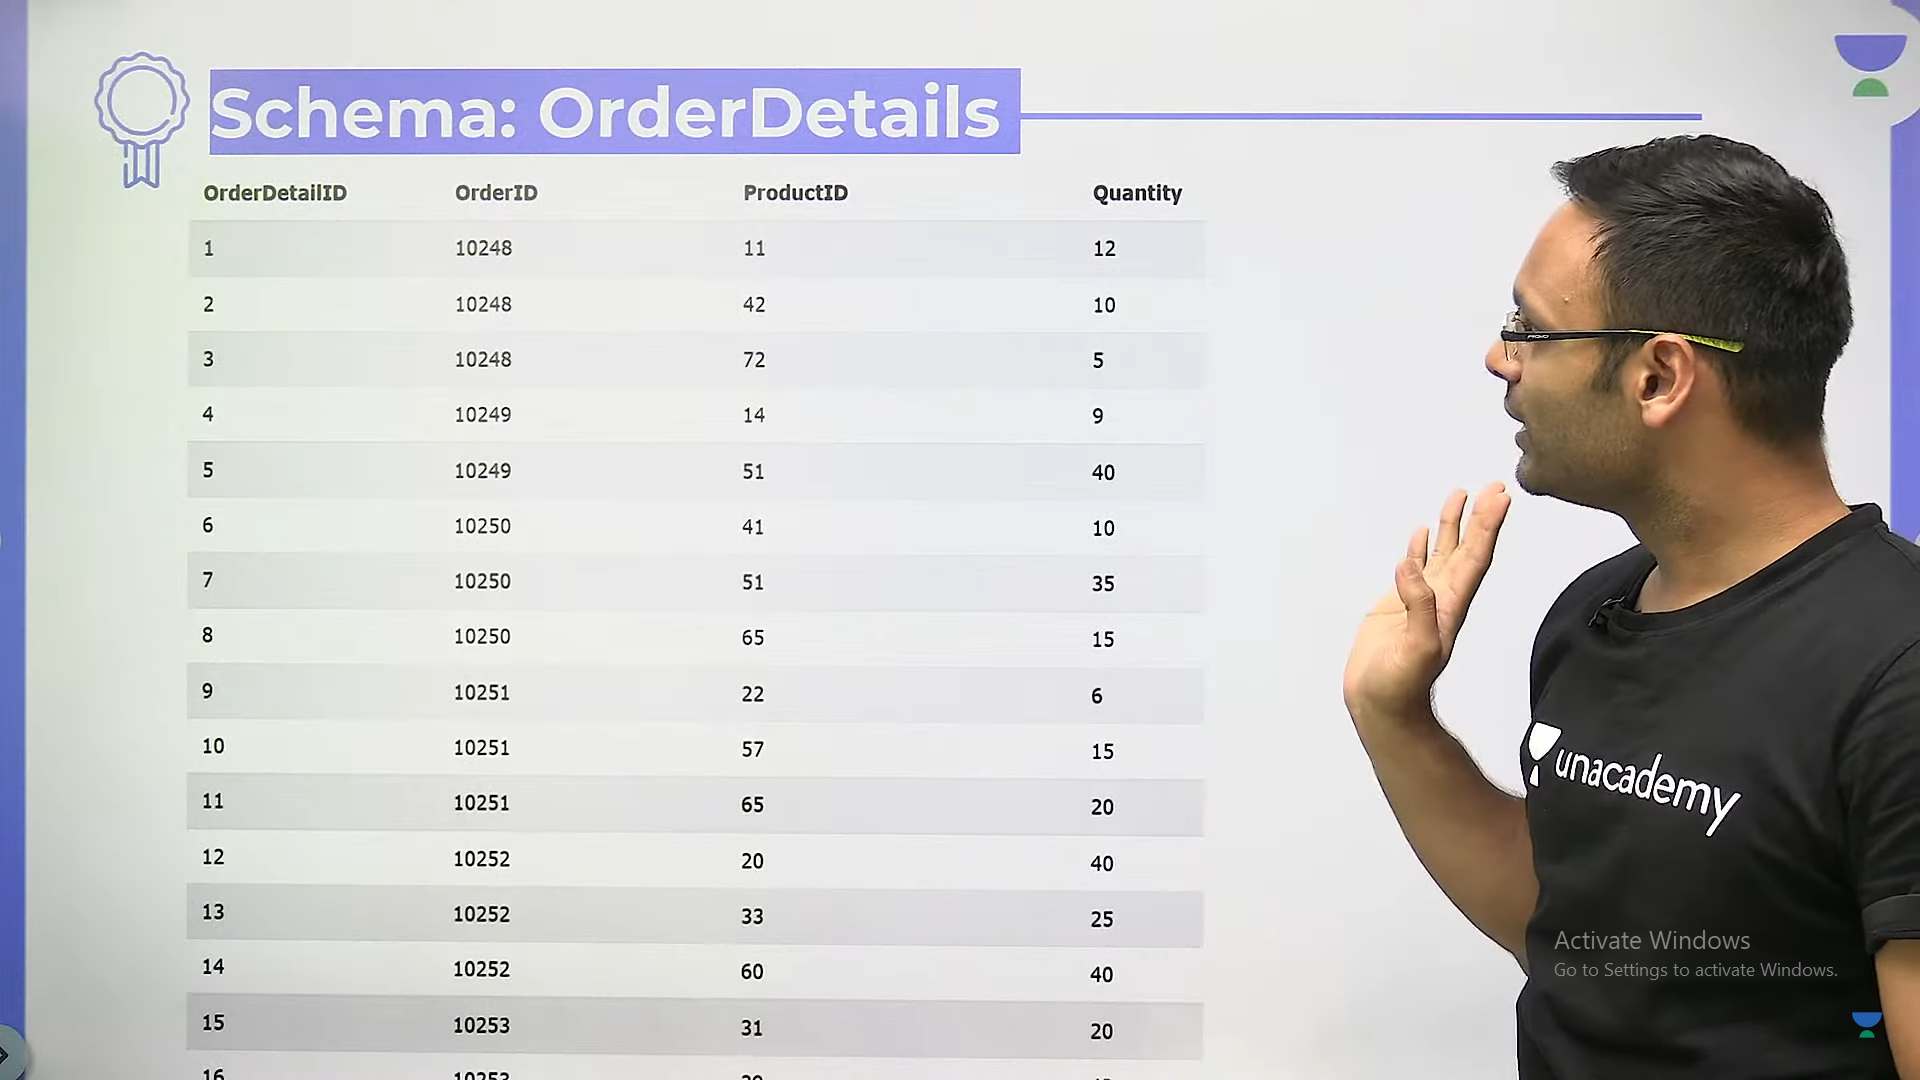 Schema: OrderDetails
OrderDetailID OrderID ProductID Quantity
1 10248 11 12
2 10248 42 10
3 10248 72 5
4 10249 14 9
5 10249 51 40
6 10250 41 10
7 10250 51 35
8 10250 65 15
9 10251 22 6
10 10251 57 15
11 10251 65 20
12 10252 20 40
13 10252 33 25
14 10252 60 40
15 10253 31 20
16 10253
unacademy
Activate Windows
Go to Settings to activate Windows.